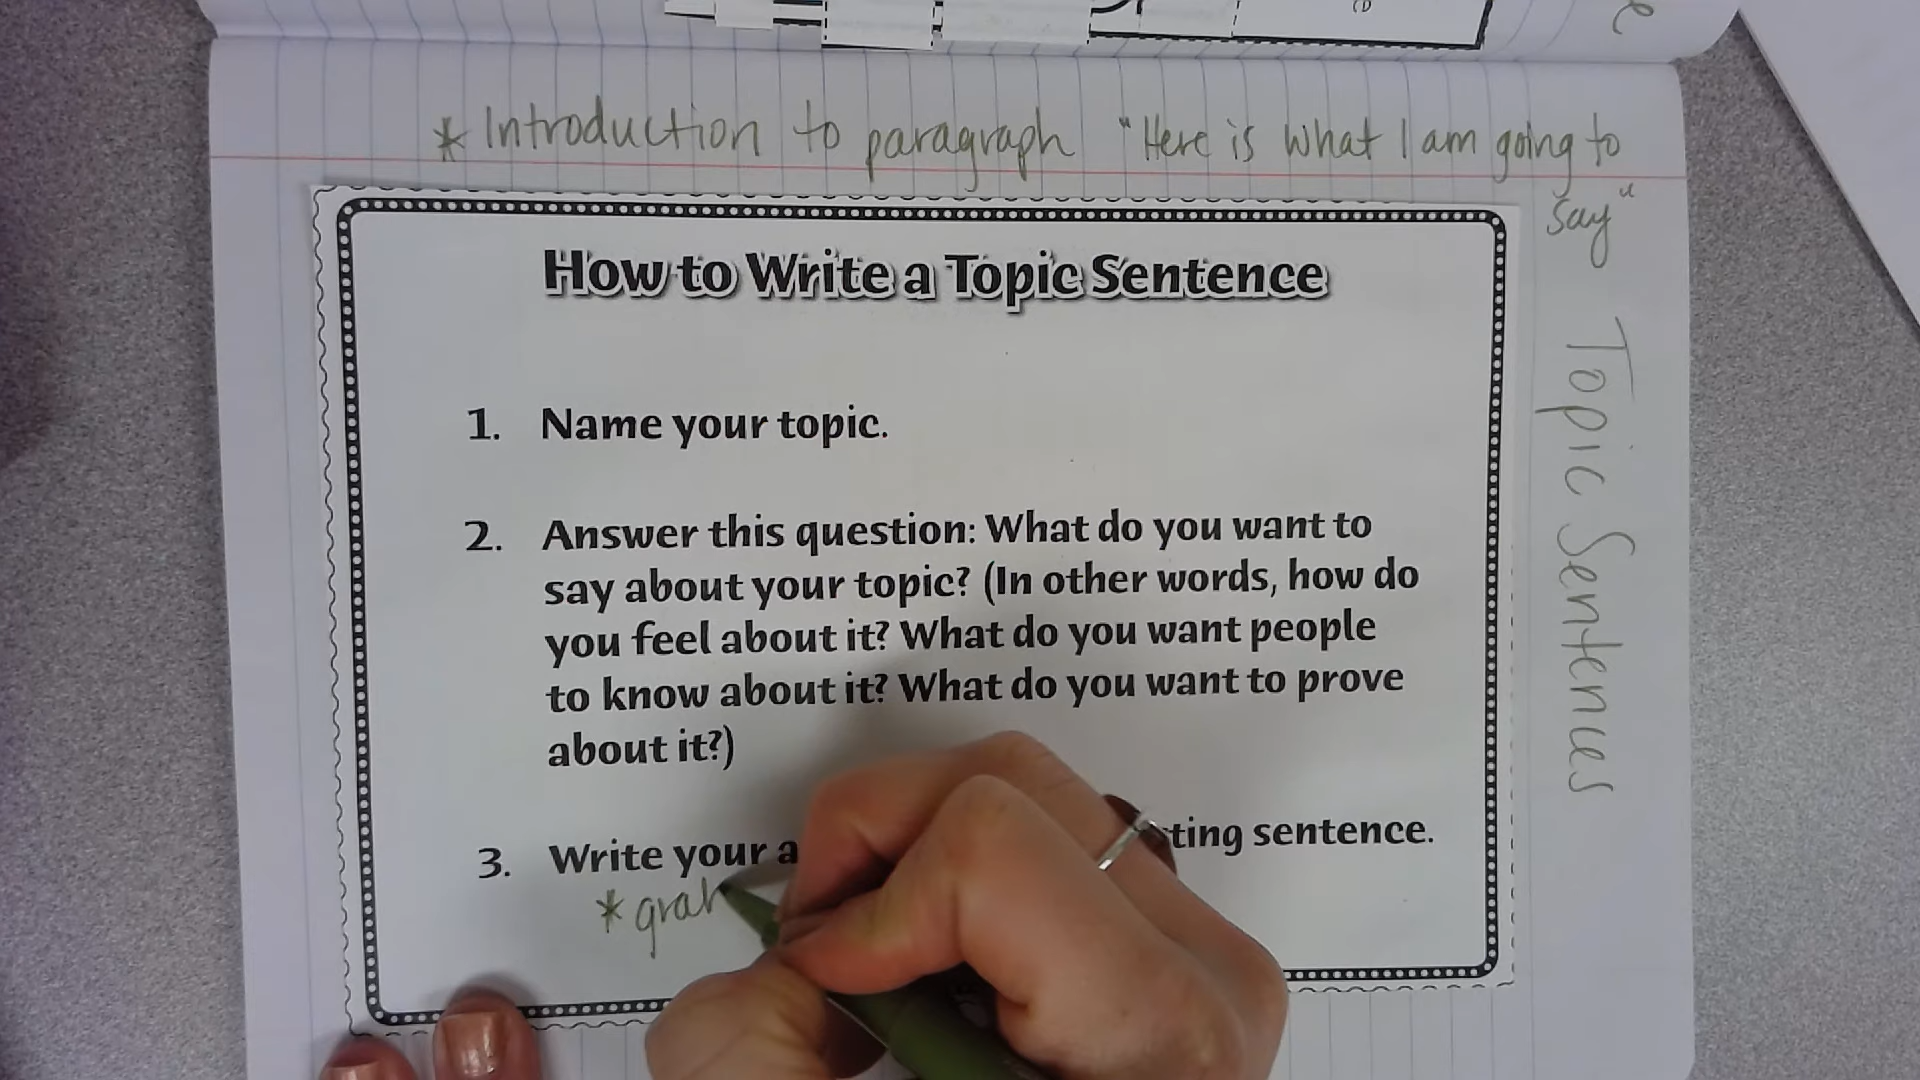 * Introduction to paragraph "Here is what I am going to
say"
How to Write a Topic Sentence
1. Name your topic.
2. Answer this question: What do you want to
say about your topic? (In other words, how do
you feel about it? What do you want people
to know about it? What do you want to prove
about it?)
3. Write your a ting sentence.
*
Topic Sentences